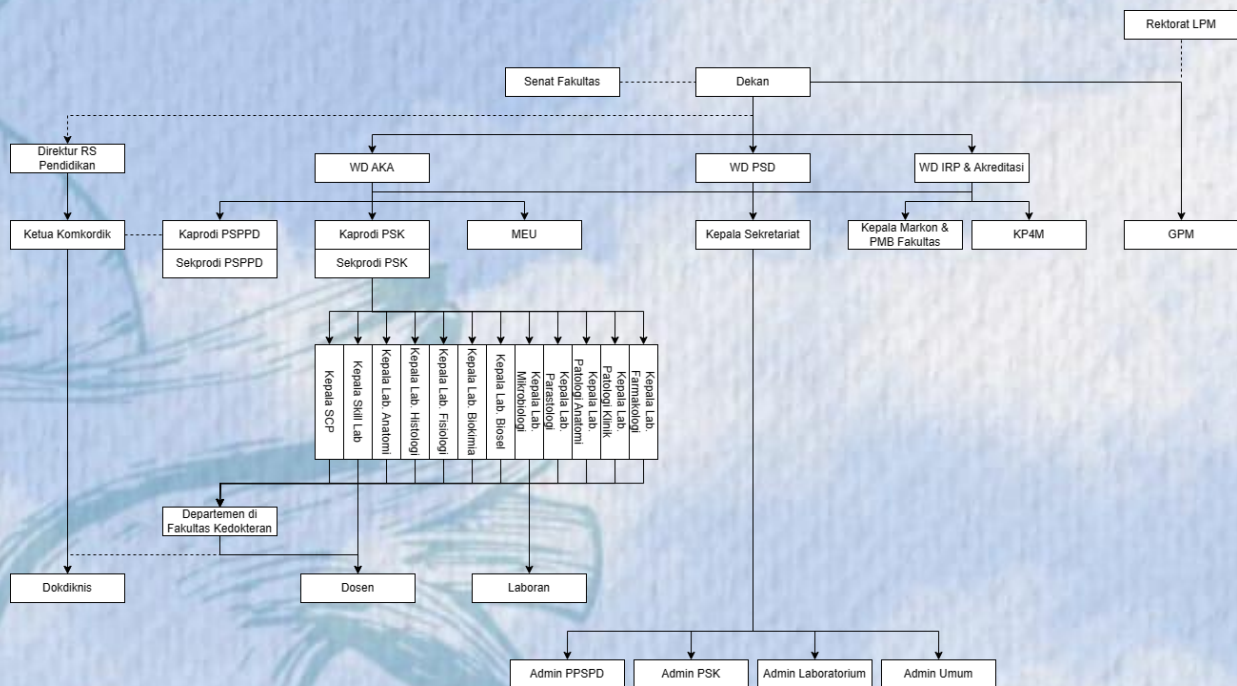 Rektorat LPM
Senat Fakultas
Dekan
Direktur RS
Pendidikan
WD AKA
WD PSD
WD IRP & Akreditasi
Ketua Komkordik
Kaprodi PSPPD
Kaprodi PSK
MEU
Kepala Sekretariat
Kepala Markon &
PMB Fakultas
KP4M
GPM
Sekprodi PSPPD
Sekprodi PSK
Kepala SCP
Kepala Skill Lab
Kepala Lab. Anatomi
Kepala Lab. Histologi
Kepala Lab. Fisiologi
Kepala Lab. Biokimia
Kepala Lab. Biosel
Kepala Lab.
Mikrobiologi
Kepala Lab.
Parastologi
Kepala Lab.
Patologi Anatomi
Kepala Lab.
Patologi Klinik
Kepala Lab.
Farmakologi
Departemen di
Fakultas Kedokteran
Dokdiknis
Dosen
Laboran
Admin PPSPD
Admin PSK
Admin Laboratorium
Admin Umum